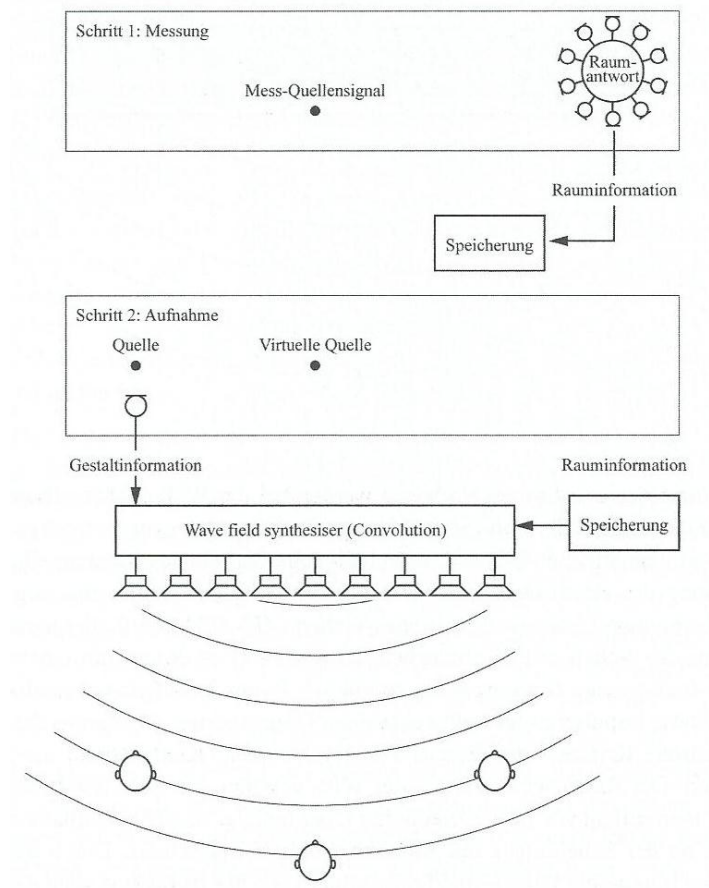 Schritt 1: Messung
Raum-
antwort
Mess-Quellensignal
Rauminformation
Speicherung
Schritt 2: Aufnahme
Quelle
Virtuelle Quelle
Gestaltinformation
Rauminformation
Wave field synthesiser (Convolution)
Speicherung